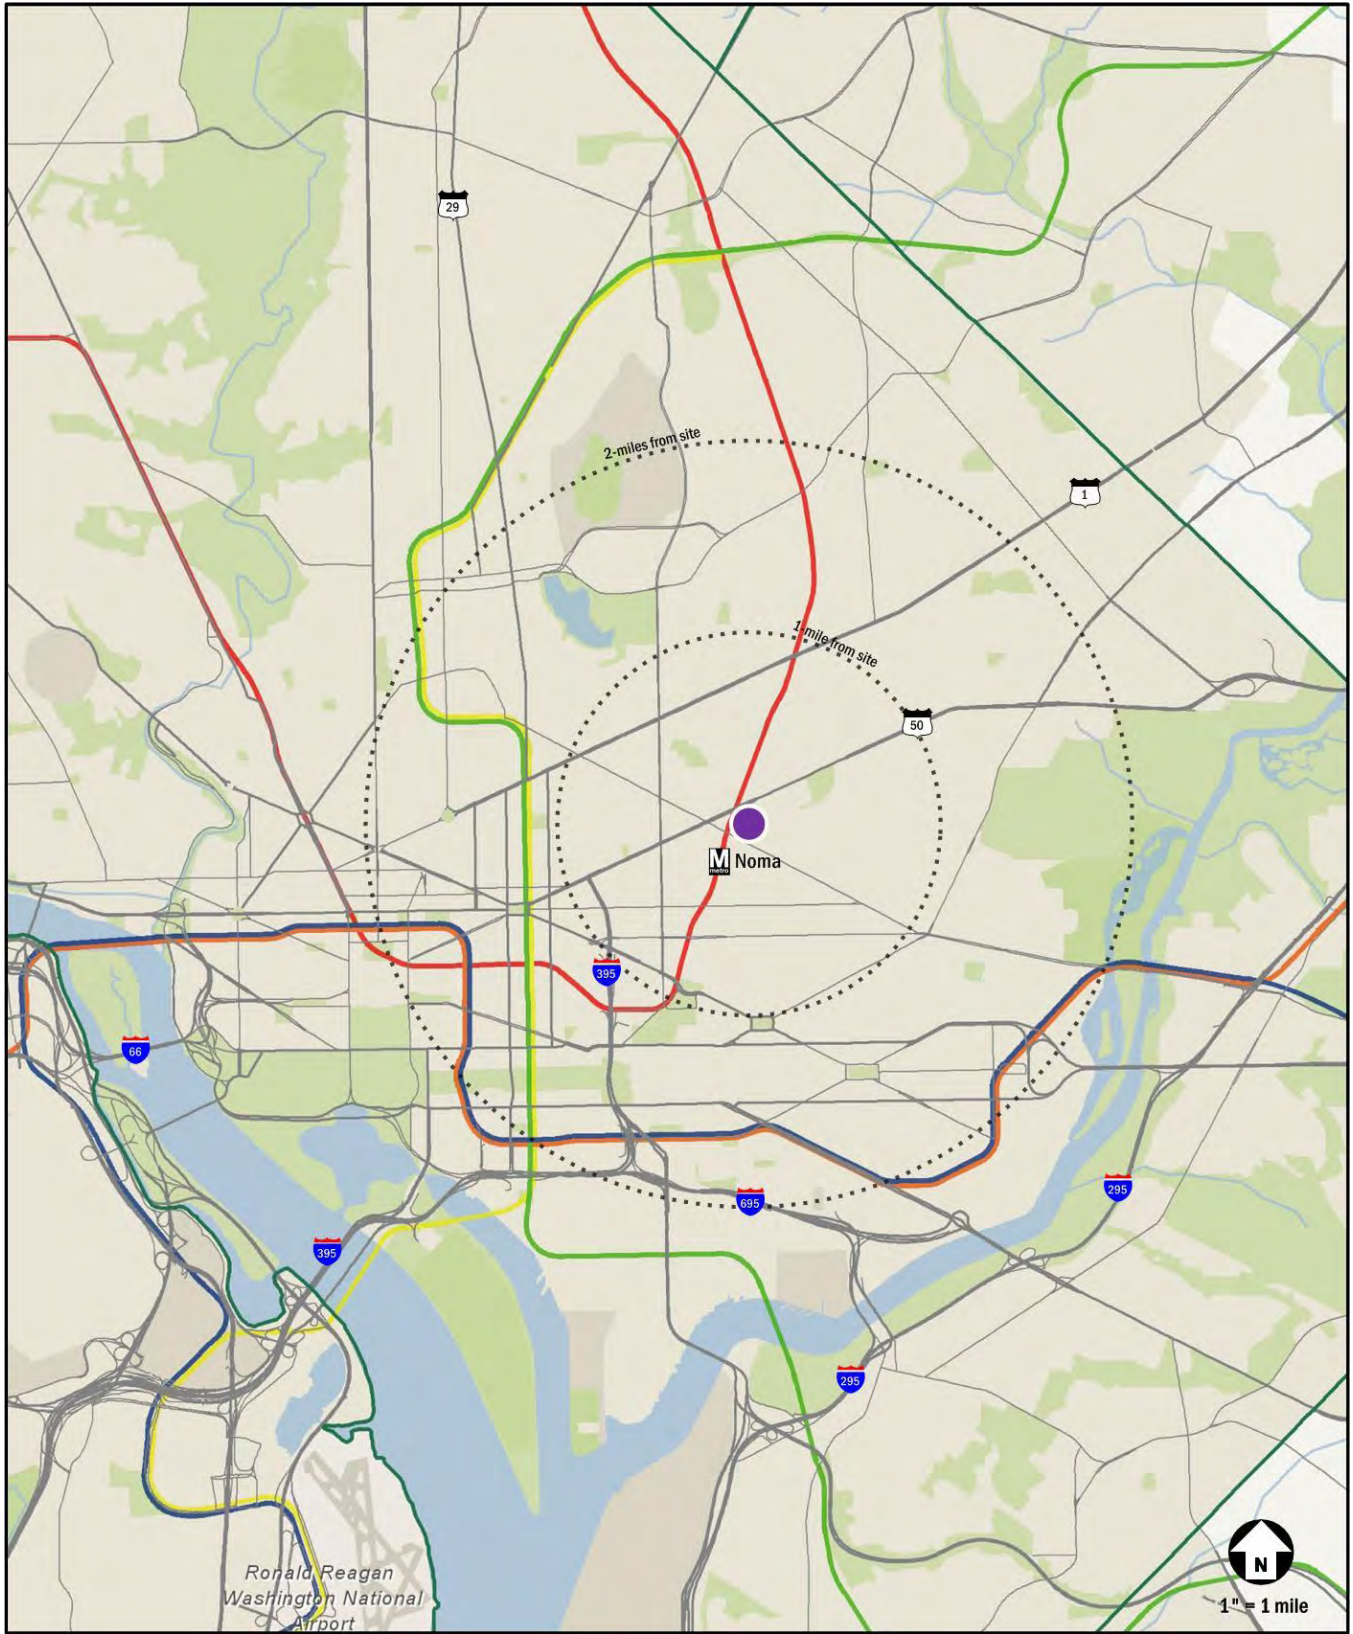 29
2-miles from site
1
1-mile from site
50
M
metro
Noma
395
66
295
695
395
295
Ronald Reagan
Washington National
Airport
N
1" = 1 mile